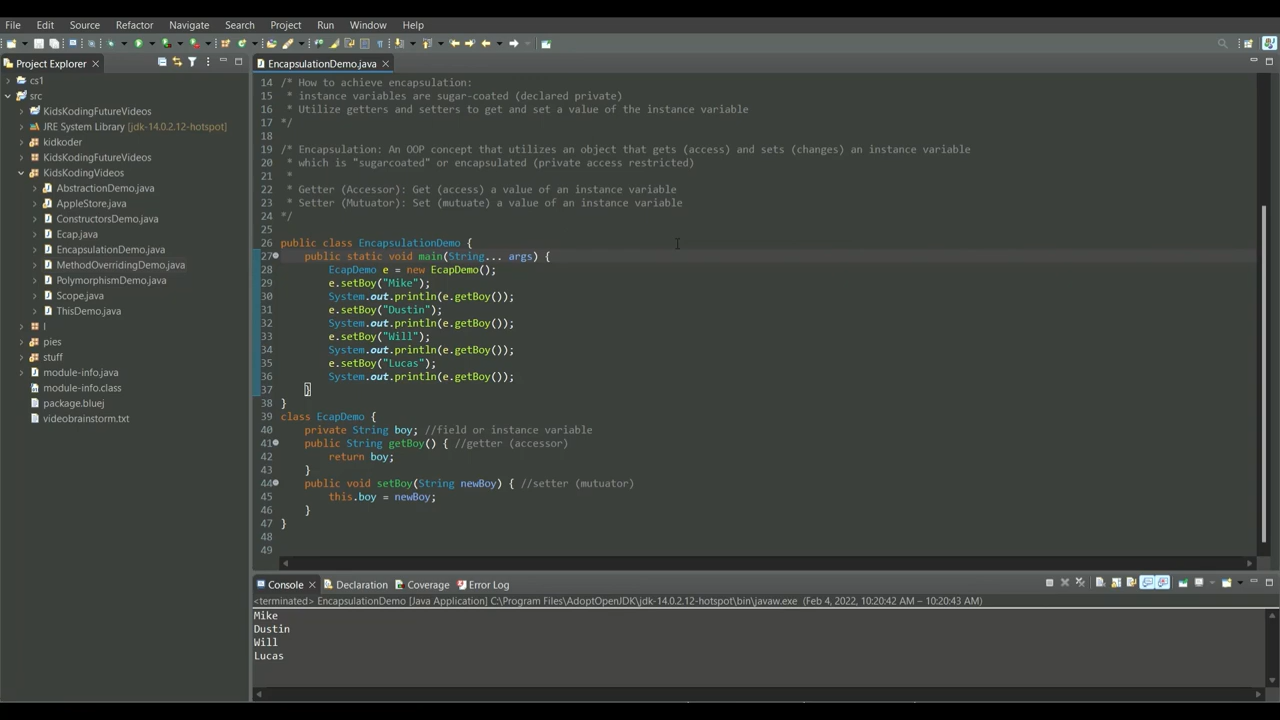 File Edit Source Refactor Navigate Search Project Run Window Help
Project Explorer
EncapsulationDemo.java
cs1
src
KidsKodingFutureVideos
JRE System Library [jdk-14.0.2.12-hotspot]
kidkoder
KidsKodingFutureVideos
KidsKodingVideos
AbstractionDemo.java
AppleStore.java
ConstructorsDemo.java
Ecap.java
EncapsulationDemo.java
MethodOverridingDemo.java
PolymorphismDemo.java
Scope.java
ThisDemo.java
l
pies
stuff
module-info.java
module-info.class
package.bluej
videobrainstorm.txt
14 /* How to achieve encapsulation:
15 * instance variables are sugar-coated (declared private)
16 * Utilize getters and setters to get and set a value of the instance variable
17 */
18
19 /* Encapsulation: An OOP concept that utilizes an object that gets (access) and sets (changes) an instance variable
20 * which is "sugarcoated" or encapsulated (private access restricted)
21 *
22 * Getter (Accessor): Get (access) a value of an instance variable
23 * Setter (Mutuator): Set (mutuate) a value of an instance variable
24 */
25
26 public class EncapsulationDemo {
27 public static void main(String... args) {
28 EcapDemo e = new EcapDemo();
29 e.setBoy("Mike");
30 System.out.println(e.getBoy());
31 e.setBoy("Dustin");
32 System.out.println(e.getBoy());
33 e.setBoy("Will");
34 System.out.println(e.getBoy());
35 e.setBoy("Lucas");
36 System.out.println(e.getBoy());
37 }
38 }
39 class EcapDemo {
40 private String boy; //field or instance variable
41 public String getBoy() { //getter (accessor)
42 return boy;
43 }
44 public void setBoy(String newBoy) { //setter (mutuator)
45 this.boy = newBoy;
46 }
47 }
48
49
Console Declaration Coverage Error Log
<terminated> EncapsulationDemo [Java Application] C:\Program Files\AdoptOpenJDK\jdk-14.0.2.12-hotspot\bin\javaw.exe (Feb 4, 2022, 10:20:42 AM – 10:20:43 AM)
Mike
Dustin
Will
Lucas